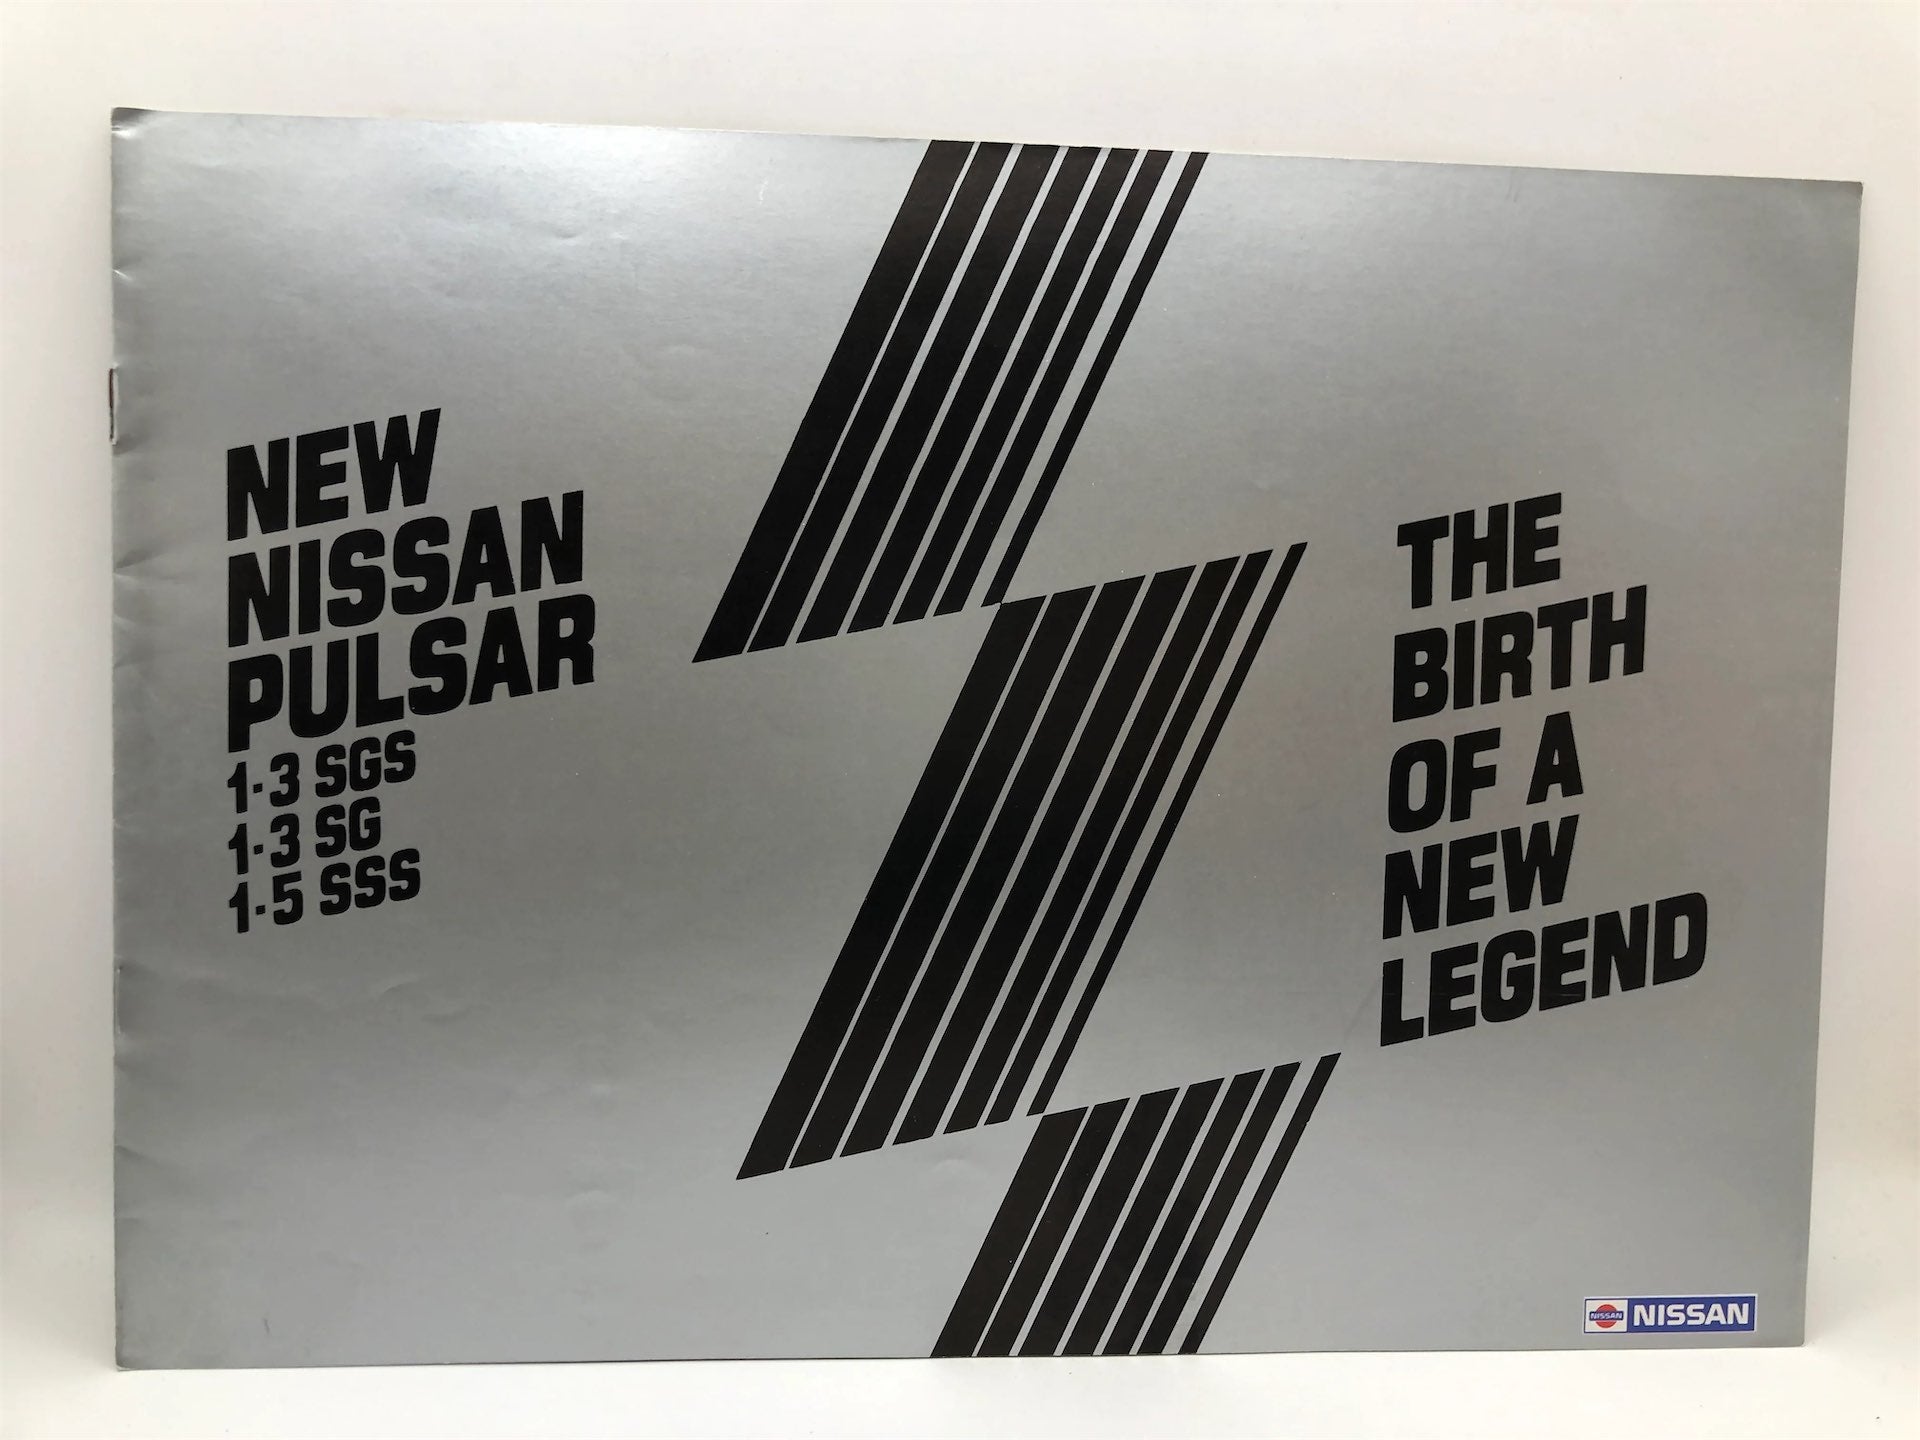 NEW
NISSAN
PULSAR
1·3 SGS
1·3 SG
1·5 SSS
THE
BIRTH
OF A
NEW
LEGEND
NISSAN NISSAN